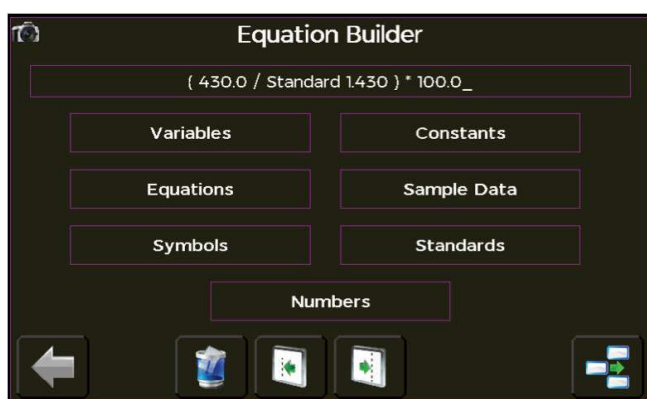 Equation Builder
( 430.0 / Standard 1.430 ) * 100.0_
Variables
Constants
Equations
Sample Data
Symbols
Standards
Numbers